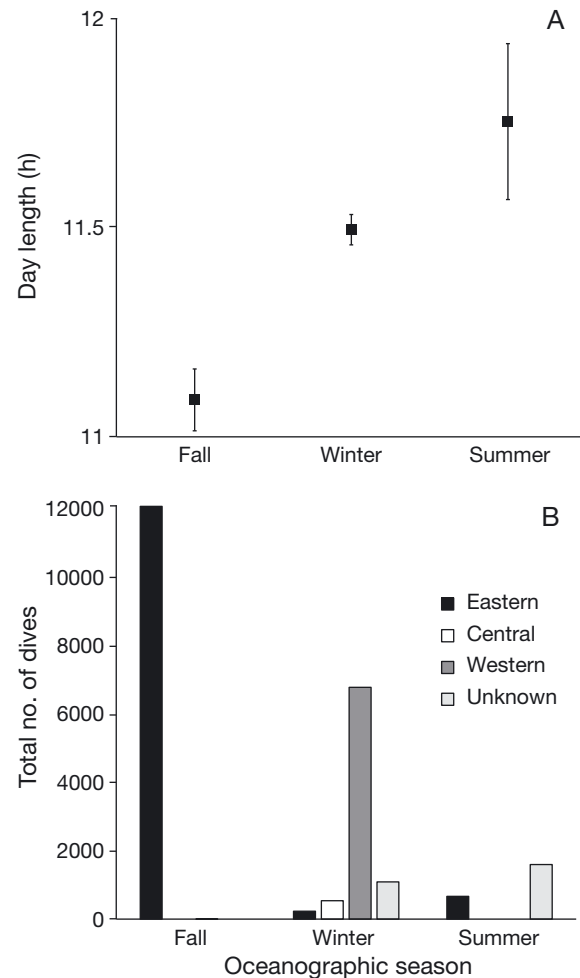 A
12
11.5
11
Day length (h)
Fall Winter Summer
B
12000
10000
8000
6000
4000
2000
0
Total no. of dives
Eastern
Central
Western
Unknown
Fall Winter Summer
Oceanographic season